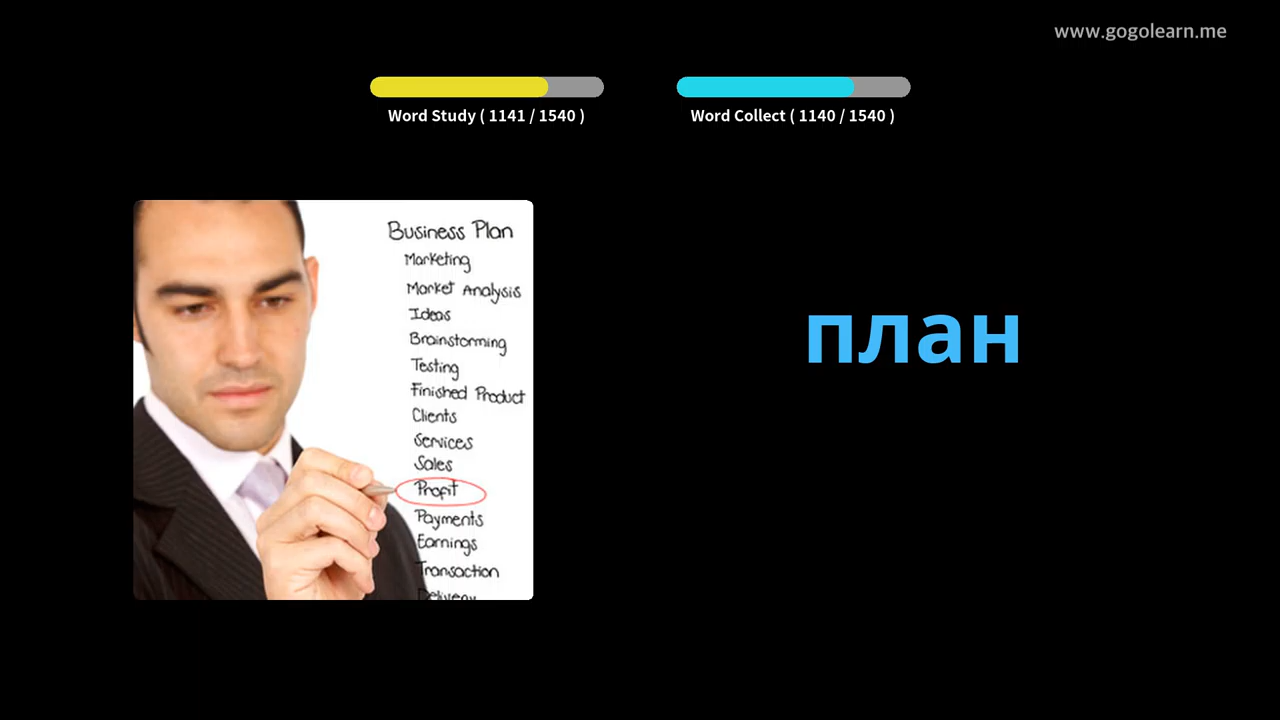 www.gogolearn.me
Word Study ( 1141 / 1540 )
Word Collect ( 1140 / 1540 )
Business Plan
Marketing
Market Analysis
Ideas
Brainstorming
Testing
Finished Product
Clients
Services
Sales
Profit
Payments
Earnings
Transaction
Delivery
план